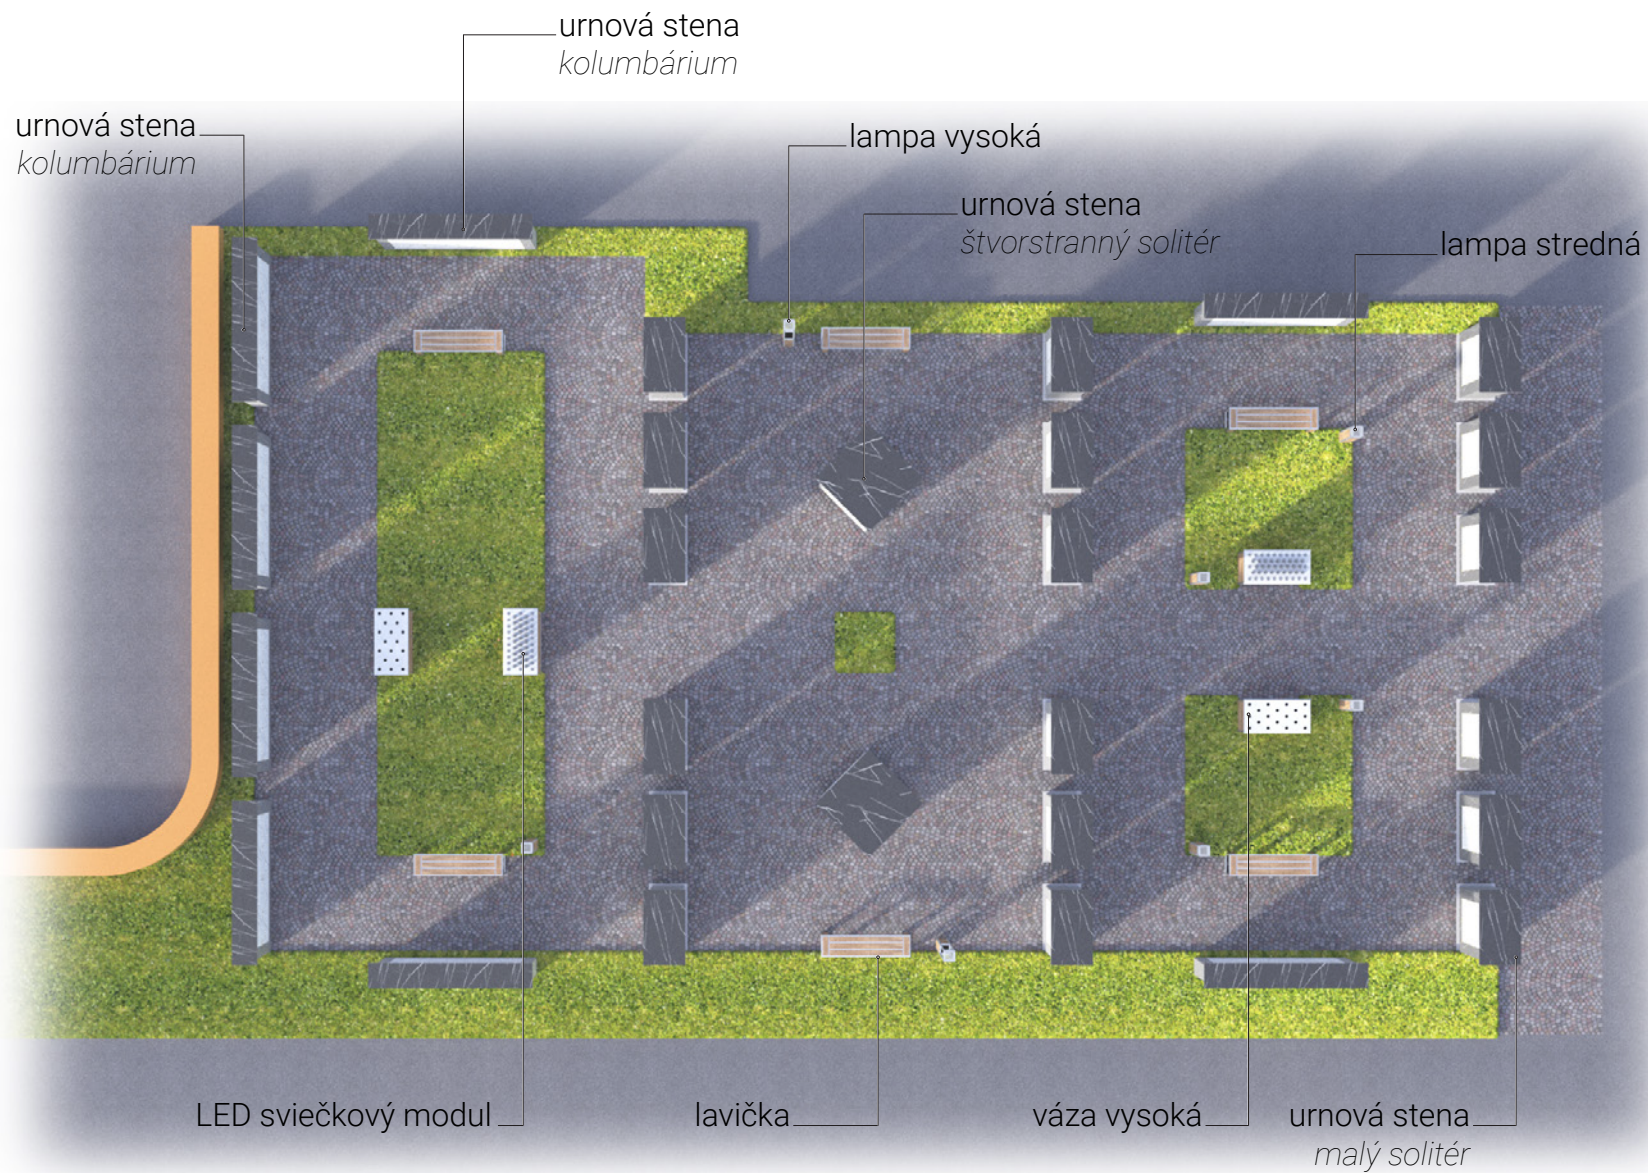 urnová stena
kolumbárium
urnová stena
kolumbárium
lampa vysoká
urnová stena
štvorstranný solitér
lampa stredná
LED sviečkový modul
lavička
váza vysoká
urnová stena
malý solitér